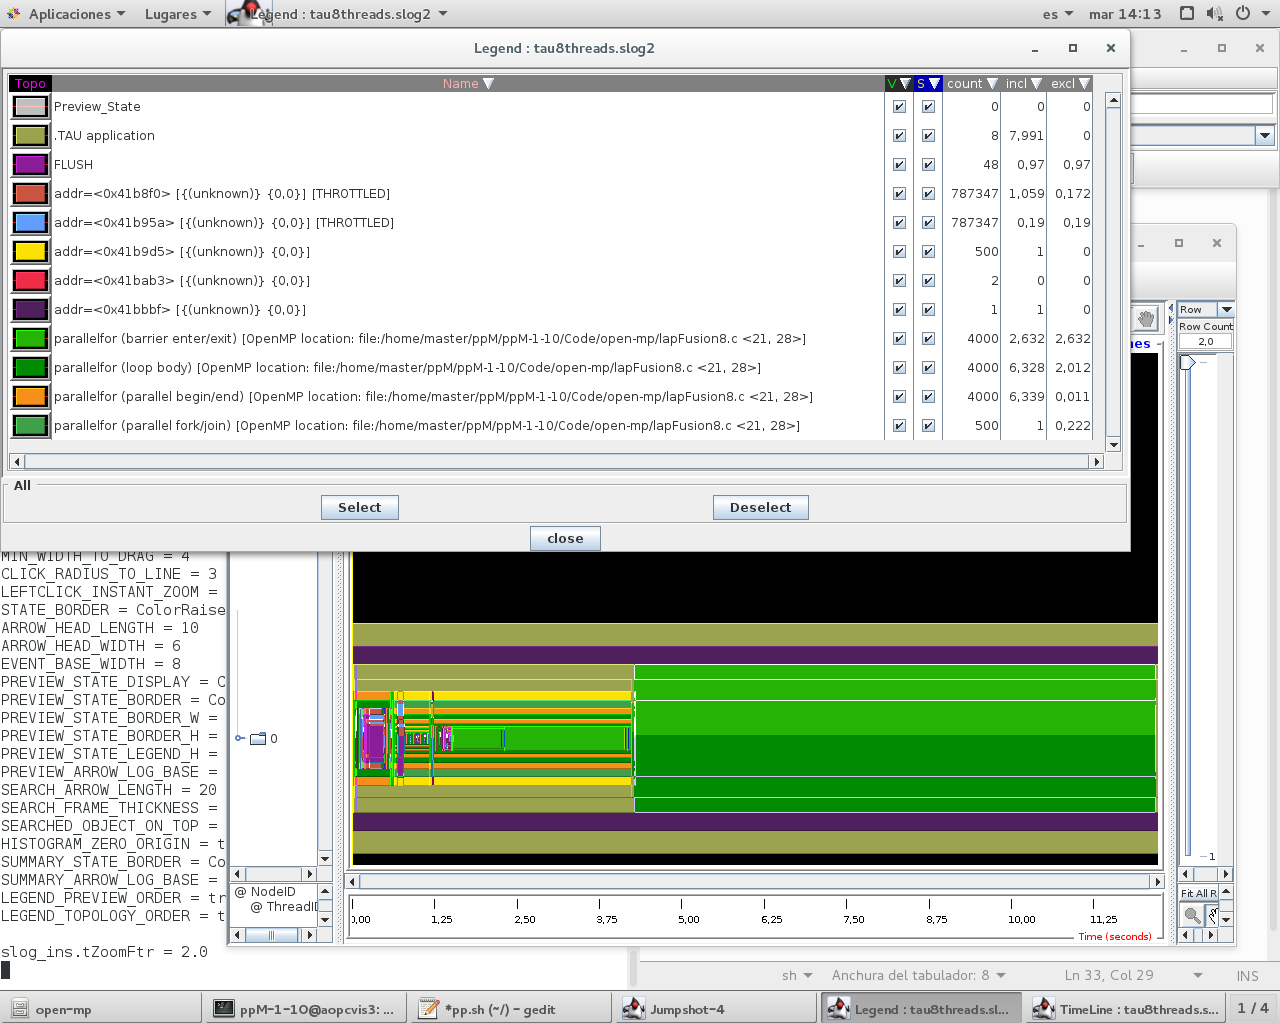 Aplicaciones Lugares Legend : tau8threads.slog2 es mar 14:13
Legend : tau8threads.slog2
Topo Name V S count incl excl
Preview_State 0 0 0
.TAU application 8 7,991 0
FLUSH 48 0,97 0,97
addr=<0x41b8f0> [{(unknown)} {0,0}] [THROTTLED] 787347 1,059 0,172
addr=<0x41b95a> [{(unknown)} {0,0}] [THROTTLED] 787347 0,19 0,19
addr=<0x41b9d5> [{(unknown)} {0,0}] 500 1 0
addr=<0x41bab3> [{(unknown)} {0,0}] 2 0 0
addr=<0x41bbbf> [{(unknown)} {0,0}] 1 1 0
parallelfor (barrier enter/exit) [OpenMP location: file:/home/master/ppM/ppM-1-10/Code/open-mp/lapFusion8.c <21, 28>] 4000 2,632 2,632
parallelfor (loop body) [OpenMP location: file:/home/master/ppM/ppM-1-10/Code/open-mp/lapFusion8.c <21, 28>] 4000 6,328 2,012
parallelfor (parallel begin/end) [OpenMP location: file:/home/master/ppM/ppM-1-10/Code/open-mp/lapFusion8.c <21, 28>] 4000 6,339 0,011
parallelfor (parallel fork/join) [OpenMP location: file:/home/master/ppM/ppM-1-10/Code/open-mp/lapFusion8.c <21, 28>] 500 1 0,222
All
Select Deselect
close
Row
Row Count
2,0
nes
1
Fit All R
MIN_WIDTH_TO_DRAG = 4
CLICK_RADIUS_TO_LINE = 3
LEFTCLICK_INSTANT_ZOOM =
STATE_BORDER = ColorRaise
ARROW_HEAD_LENGTH = 10
ARROW_HEAD_WIDTH = 6
EVENT_BASE_WIDTH = 8
PREVIEW_STATE_DISPLAY = C
PREVIEW_STATE_BORDER = Co
PREVIEW_STATE_BORDER_W =
PREVIEW_STATE_BORDER_H =
PREVIEW_STATE_LEGEND_H =
PREVIEW_ARROW_LOG_BASE =
SEARCH_ARROW_LENGTH = 20
SEARCH_FRAME_THICKNESS =
SEARCHED_OBJECT_ON_TOP =
HISTOGRAM_ZERO_ORIGIN = t
SUMMARY_STATE_BORDER = Co
SUMMARY_ARROW_LOG_BASE =
LEGEND_PREVIEW_ORDER = tr
LEGEND_TOPOLOGY_ORDER = t
slog_ins.tZoomFtr = 2.0
0
@ NodeID
@ ThreadI
0,00 1,25 2,50 3,75 5,00 6,25 7,50 8,75 10,00 11,25
Time (seconds)
sh Anchura del tabulador: 8 Ln 33, Col 29 INS
open-mp ppM-1-10@aopcvis3: ... *pp.sh (~/) - gedit Jumpshot-4 Legend : tau8threads.sl... TimeLine : tau8threads.s... 1 / 4